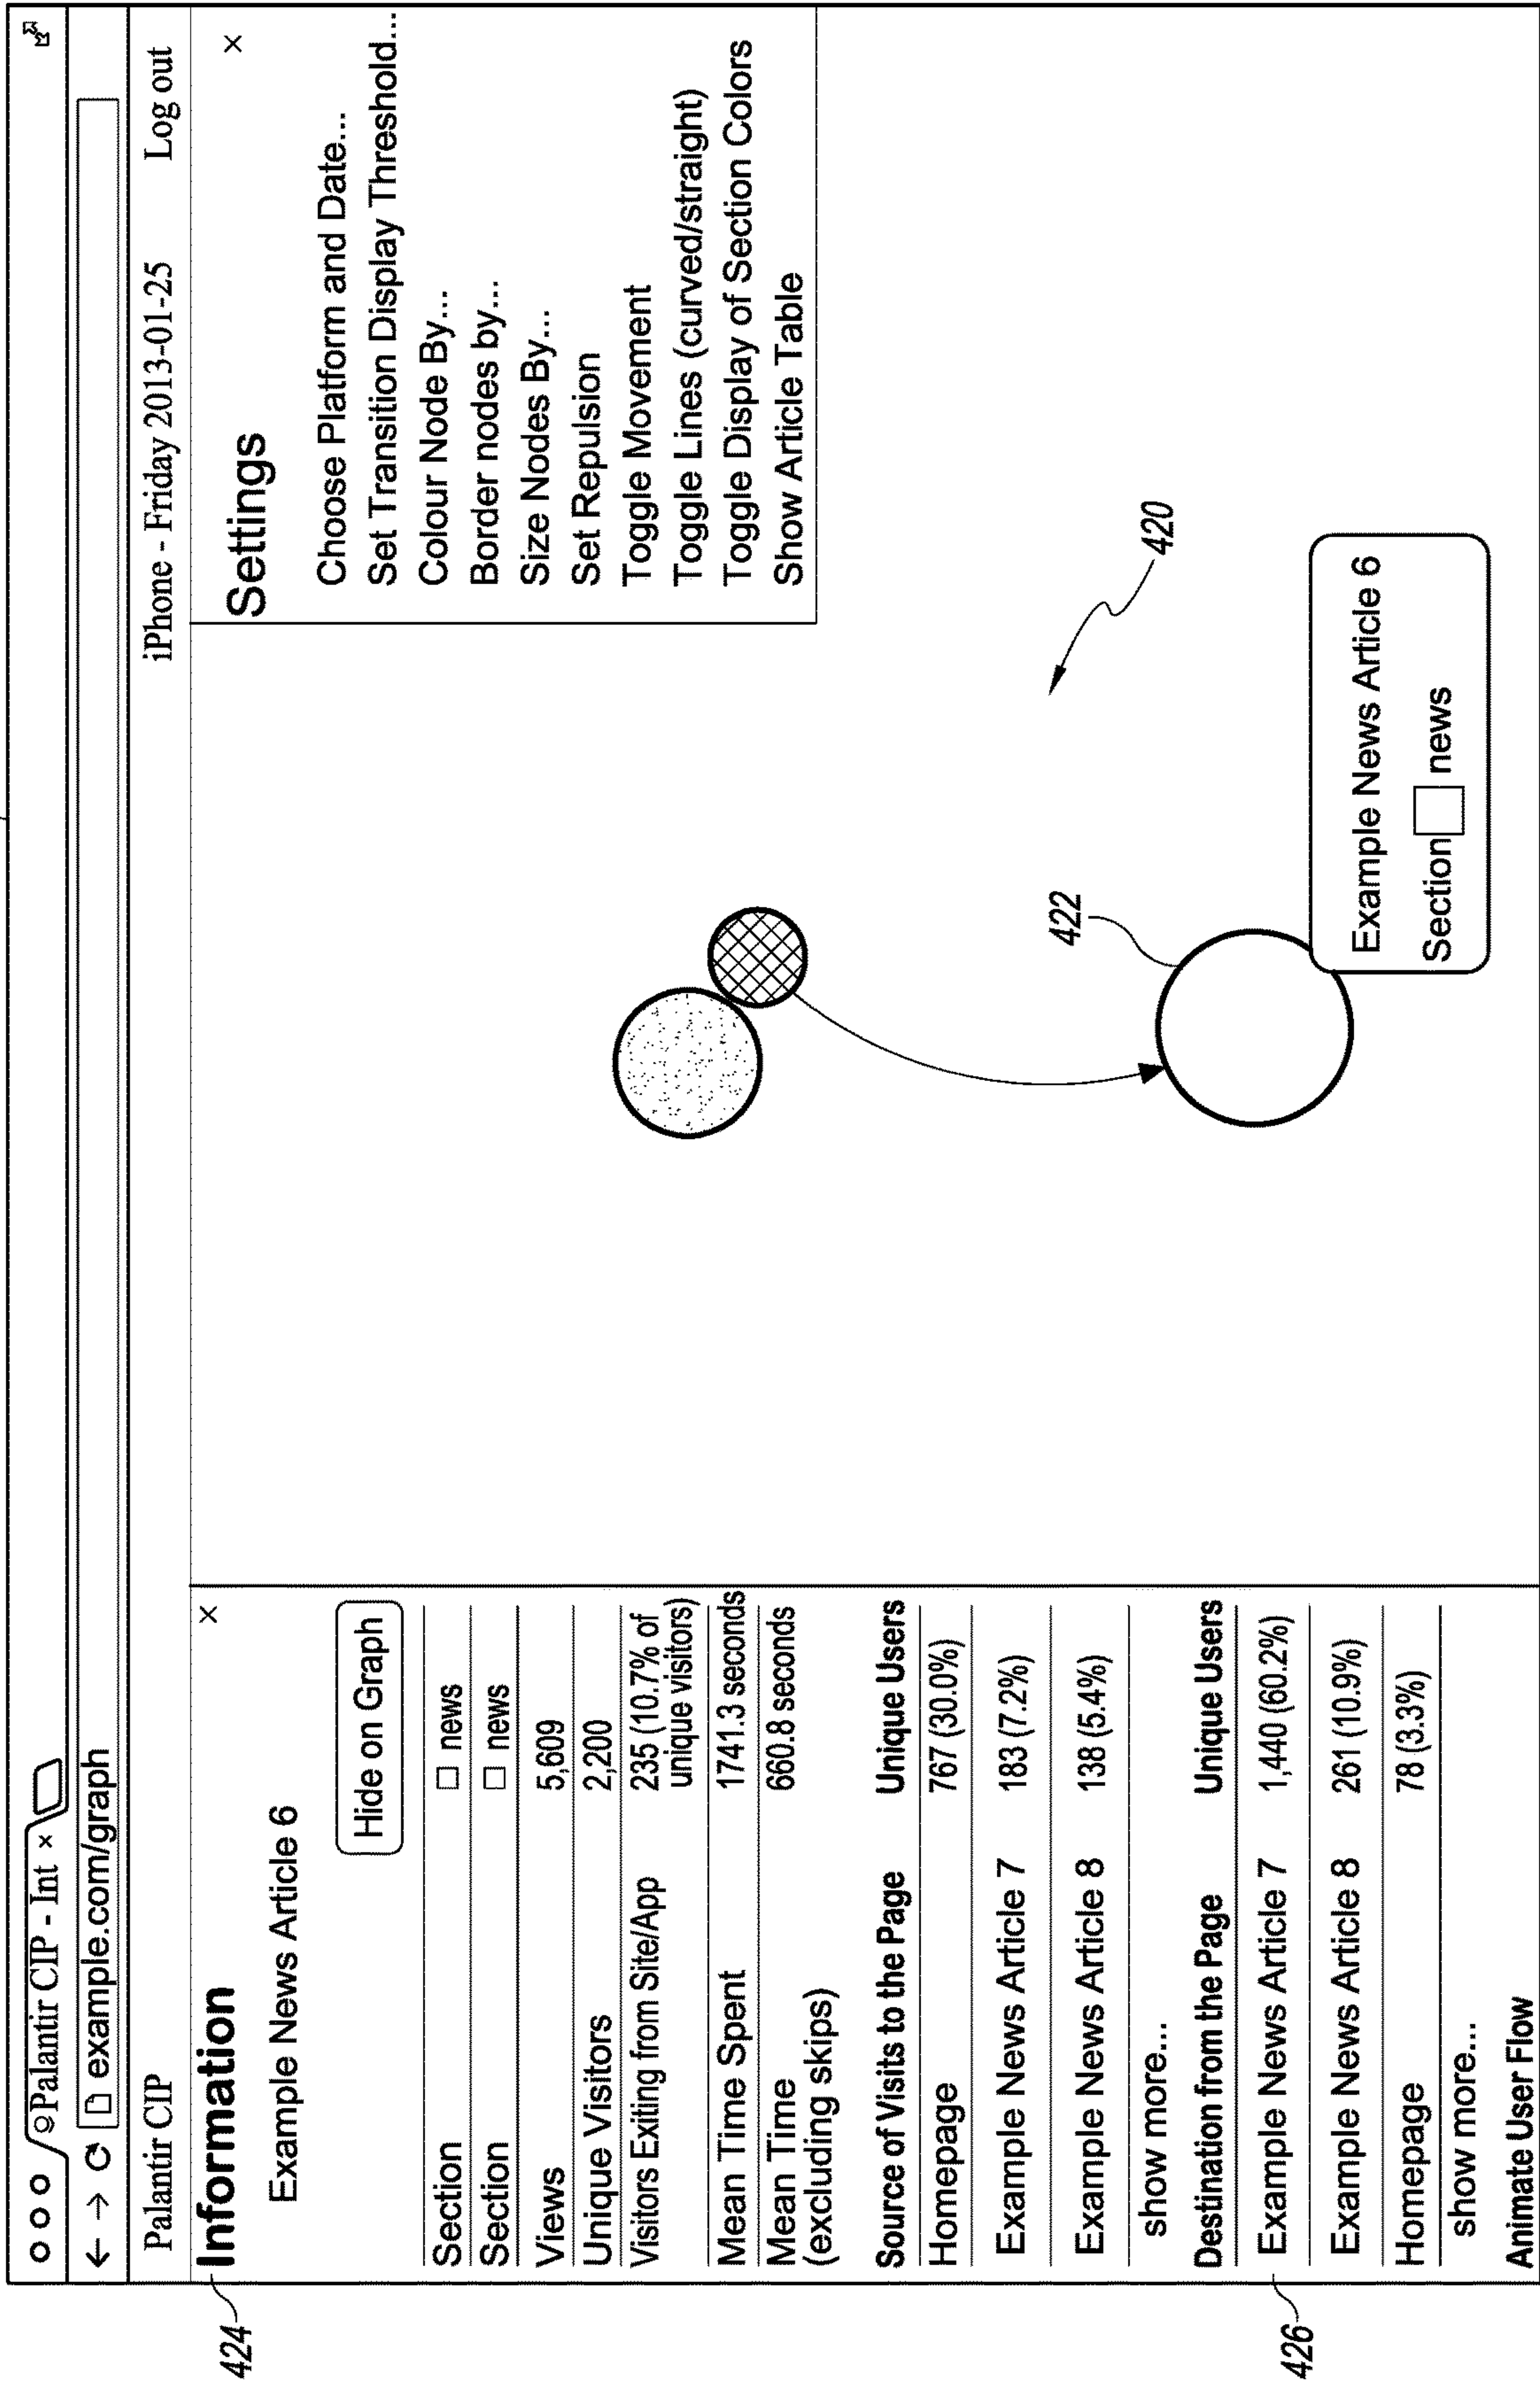 Palantir CIP - Int ×
example.com/graph
Palantir CIP
iPhone - Friday 2013-01-25
Log out
424
Information
×
Example News Article 6
Hide on Graph
Section news
Section news
Views 5,609
Unique Visitors 2,200
Visitors Exiting from Site/App 235 (10.7% of
unique visitors)
Mean Time Spent 1741.3 seconds
Mean Time 660.8 seconds
(excluding skips)
Source of Visits to the Page Unique Users
Homepage 767 (30.0%)
Example News Article 7 183 (7.2%)
Example News Article 8 138 (5.4%)
show more...
Destination from the Page Unique Users
426
Example News Article 7 1,440 (60.2%)
Example News Article 8 261 (10.9%)
Homepage 78 (3.3%)
show more...
Animate User Flow
Settings
×
Choose Platform and Date...
Set Transition Display Threshold...
Colour Node By...
Border nodes by...
Size Nodes By...
Set Repulsion
Toggle Movement
Toggle Lines (curved/straight)
Toggle Display of Section Colors
Show Article Table
422
420
Example News Article 6
Section news